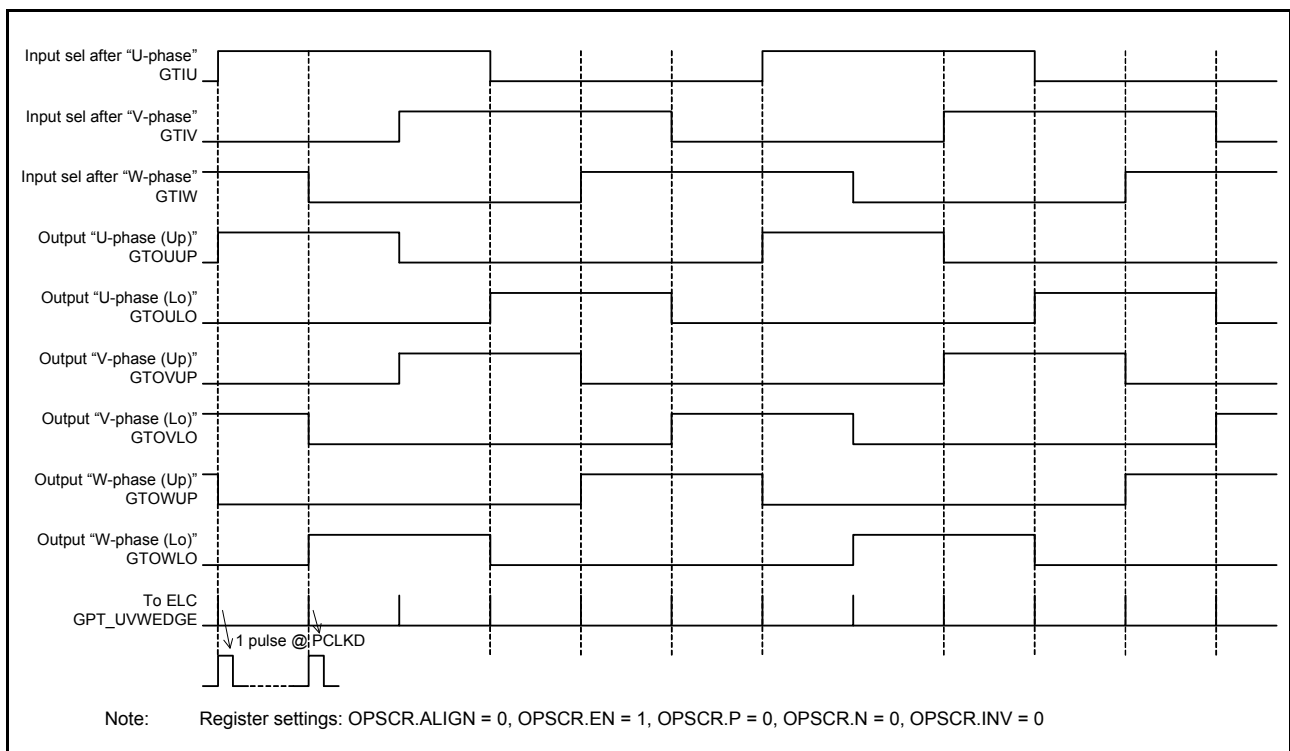 Input sel after “U-phase”
GTIU
Input sel after “V-phase”
GTIV
Input sel after “W-phase”
GTIW
Output “U-phase (Up)”
GTOUUP
Output “U-phase (Lo)”
GTOULO
Output “V-phase (Up)”
GTOVUP
Output “V-phase (Lo)”
GTOVLO
Output “W-phase (Up)”
GTOWUP
Output “W-phase (Lo)”
GTOWLO
To ELC
GPT_UVWEDGE
1 pulse @ PCLKD
Note: Register settings: OPSCR.ALIGN = 0, OPSCR.EN = 1, OPSCR.P = 0, OPSCR.N = 0, OPSCR.INV = 0